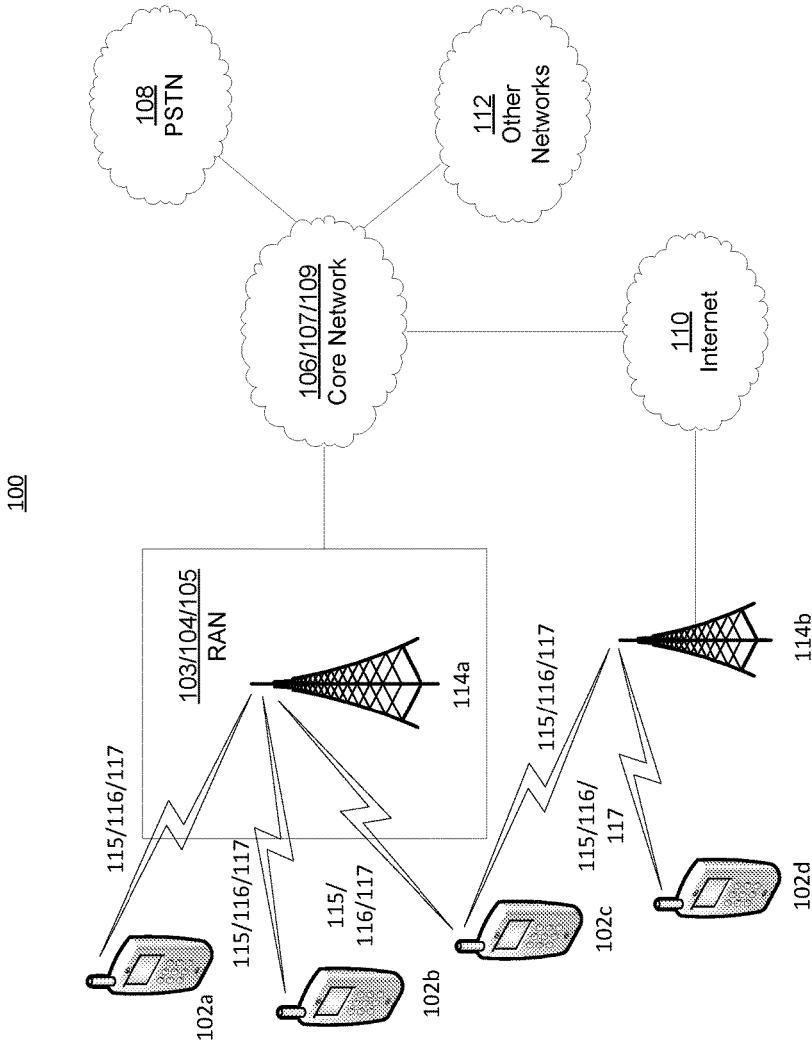 100
108
PSTN
106/107/109
Core Network
112
Other
Networks
103/104/105
RAN
114a
110
Internet
115/116/117
115/116/117
115/
116/117
115/116/117
115/116/
117
114b
102a
102b
102c
102d